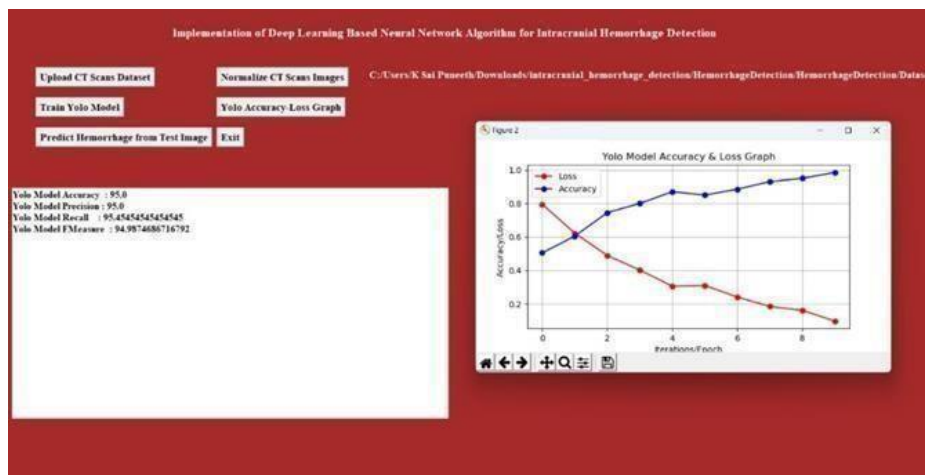 Implementation of Deep Learning Based Neural Network Algorithm for Intracranial Hemorrhage Detection
Upload CT Scans Dataset
Normalize CT Scans Images
C:/Users/K Sai Puneeth/Downloads/intracranial_hemorrhage_detection/HemorrhageDetection/HemorrhageDetection/Datas
Train Yolo Model
Yolo Accuracy-Loss Graph
Predict Hemorrhage from Test Image
Exit
Yolo Model Accuracy : 95.0
Yolo Model Precision : 95.0
Yolo Model Recall : 95.45454545454545
Yolo Model FMeasure : 94.9874686716792
Figure 2
Yolo Model Accuracy & Loss Graph
Loss
Accuracy
Accuracy/Loss
1.0
0.8
0.6
0.4
0.2
0 2 4 6 8
Iterations/Epoch